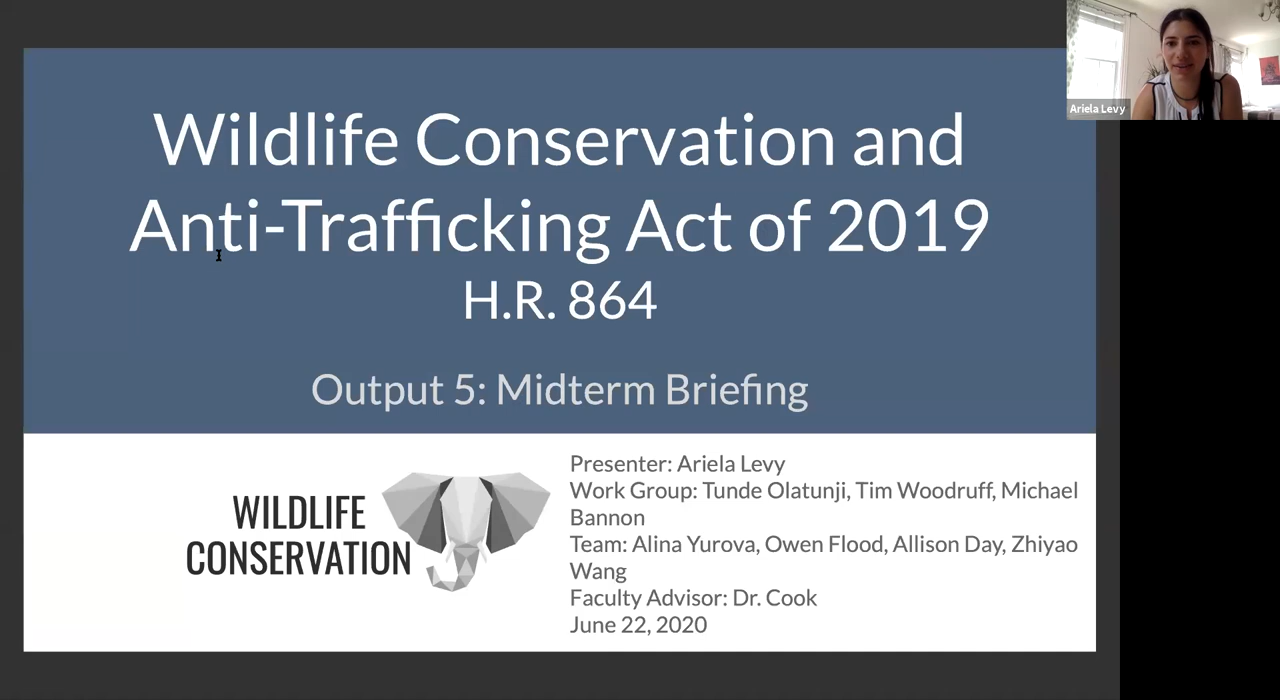 Wildlife Conservation and
Anti-Trafficking Act of 2019
H.R. 864
Output 5: Midterm Briefing
WILDLIFE
CONSERVATION
Presenter: Ariela Levy
Work Group: Tunde Olatunji, Tim Woodruff, Michael
Bannon
Team: Alina Yurova, Owen Flood, Allison Day, Zhiyao
Wang
Faculty Advisor: Dr. Cook
June 22, 2020
Ariela Levy